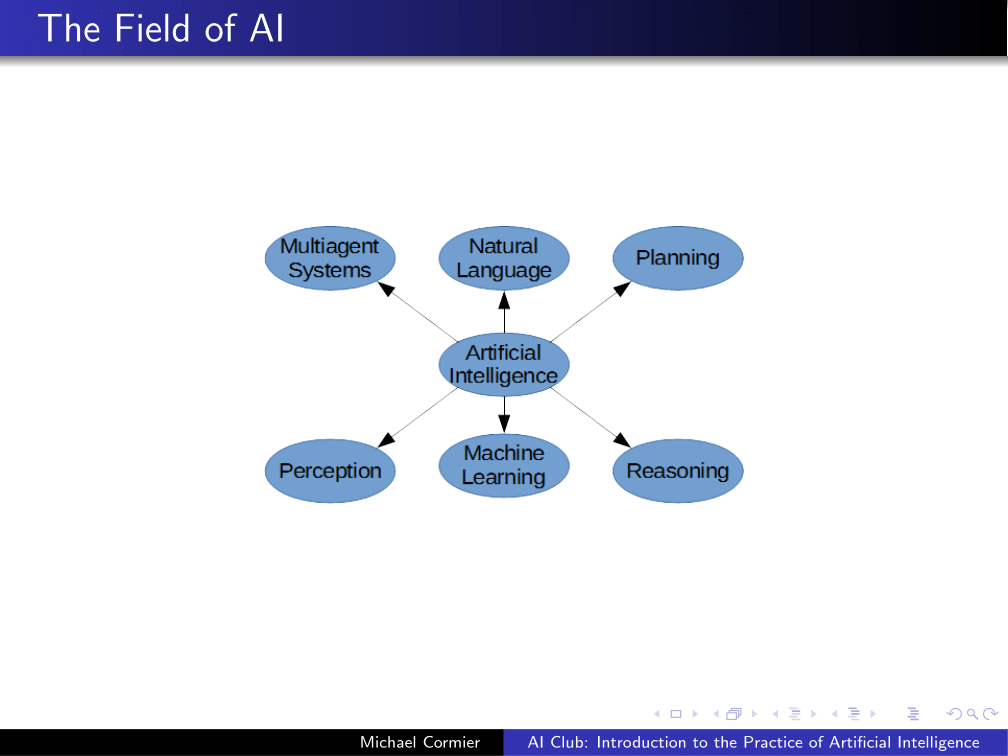 The Field of AI
Multiagent
Systems
Natural
Language
Planning
Artificial
Intelligence
Perception
Machine
Learning
Reasoning
Michael Cormier
AI Club: Introduction to the Practice of Artificial Intelligence